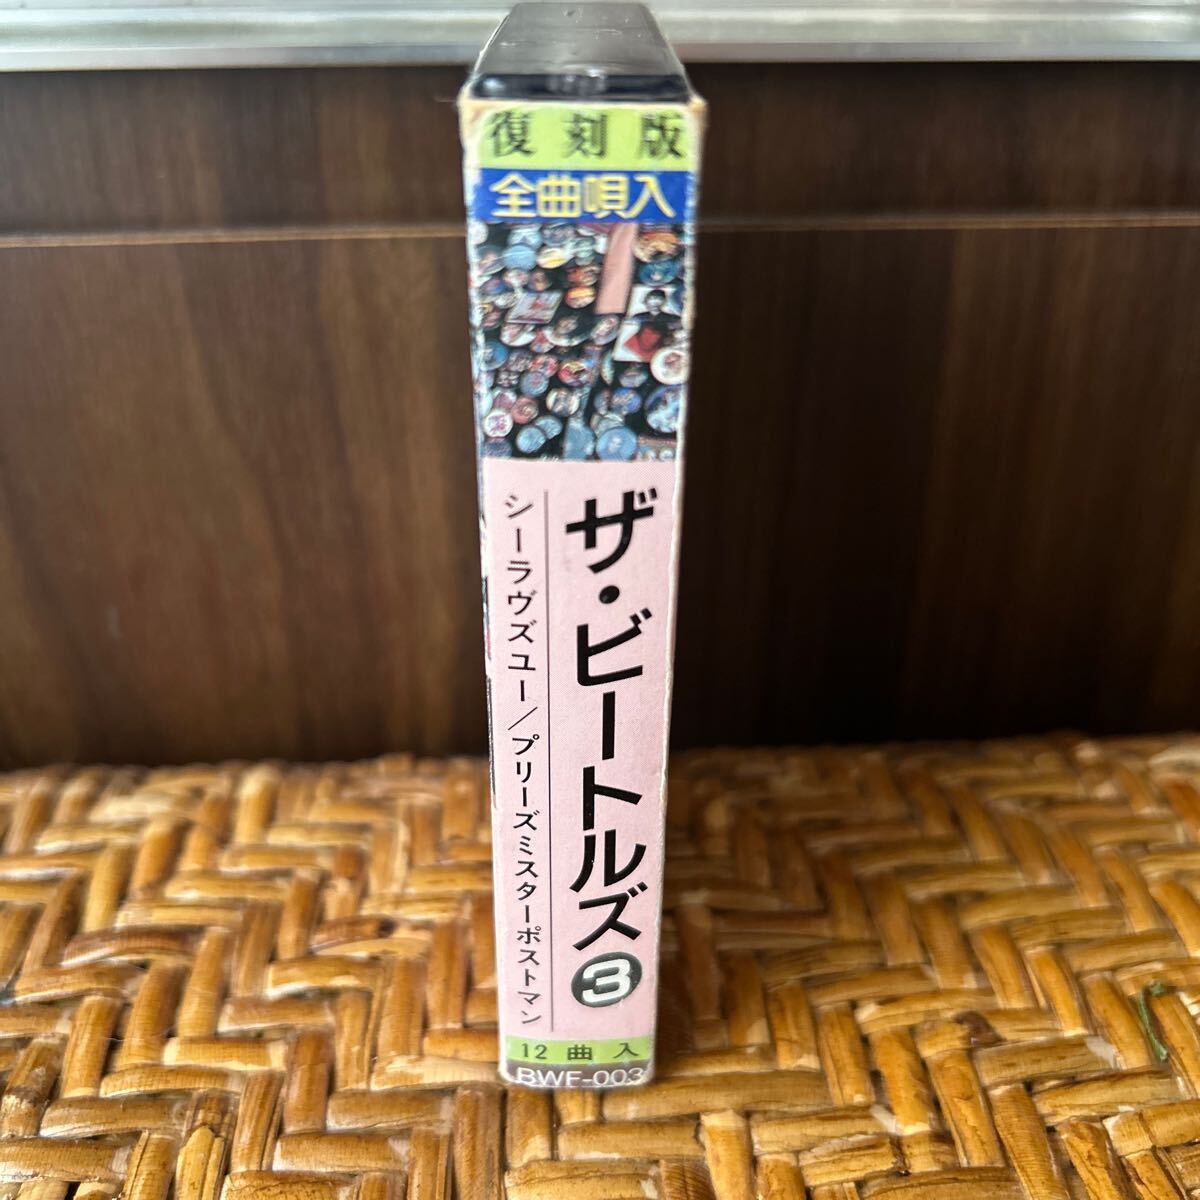 復刻版
全曲唄入
ザ・ビートルズ③
シーラヴズユー/プリーズミスターポストマン
12曲入
BWF-003